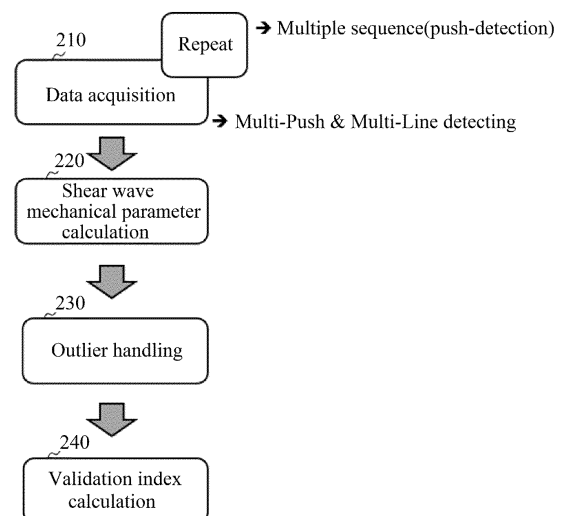 210
Repeat
➔ Multiple sequence(push-detection)
Data acquisition
➔ Multi-Push & Multi-Line detecting
220
Shear wave
mechanical parameter
calculation
230
Outlier handling
240
Validation index
calculation